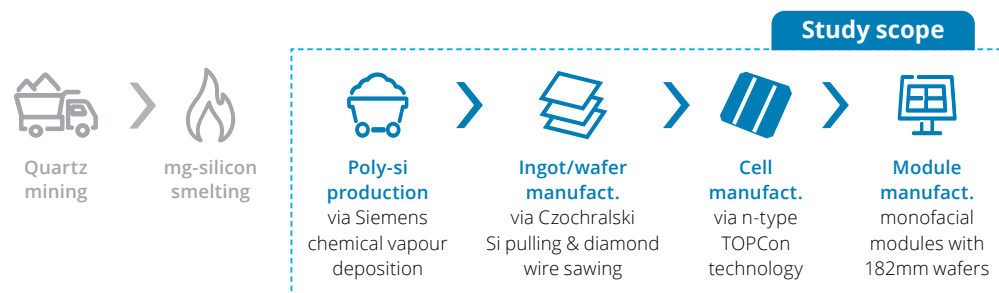 Study scope
Quartz
mining
mg-silicon
smelting
Poly-si
production
via Siemens
chemical vapour
deposition
Ingot/wafer
manufact.
via Czochralski
Si pulling & diamond
wire sawing
Cell
manufact.
via n-type
TOPCon
technology
Module
manufact.
monofacial
modules with
182mm wafers